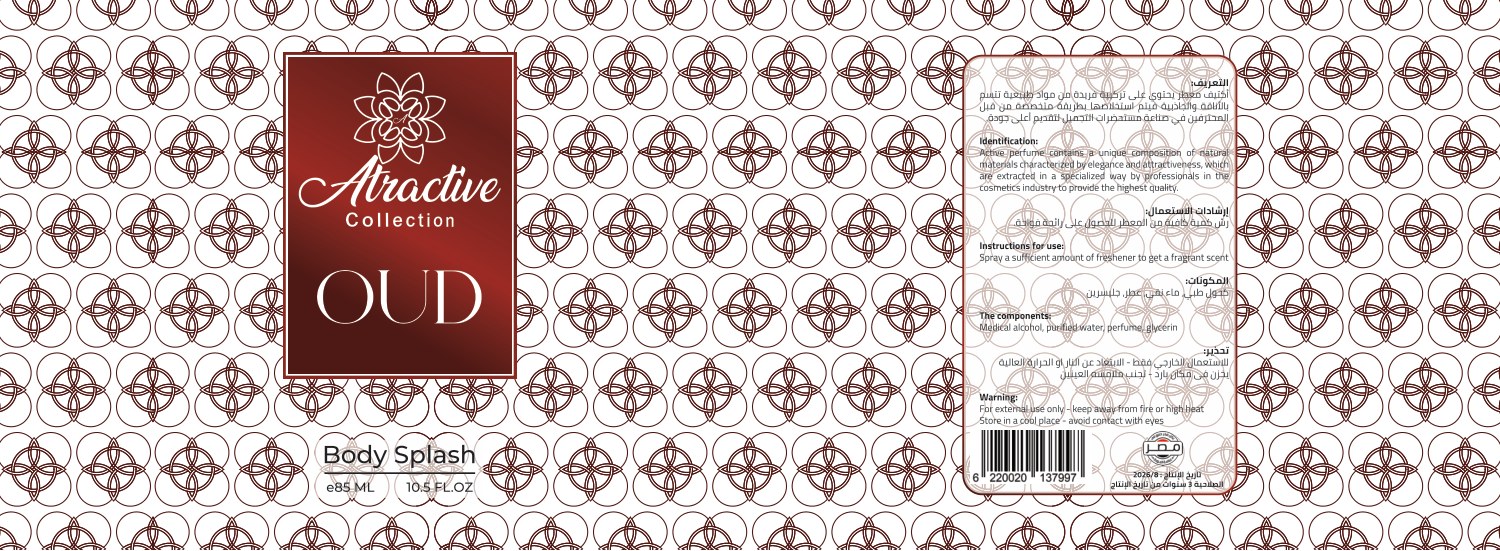 Atractive
Collection
OUD
Body Splash
e85 ML 10.5 FL.OZ
التعريف:
أكتيف معطر يحتوي على تركيبة فريدة من مواد طبيعية تتسم
بالأناقة والجاذبية فيتم استخلاصها بطريقة متخصصة من قبل
المحترفين في صناعة مستحضرات التجميل لتقديم أعلى جودة.
Identification:
Active perfume contains a unique composition of natural
materials characterized by elegance and attractiveness, which
are extracted in a specialized way by professionals in the
cosmetics industry to provide the highest quality.
إرشادات الاستعمال:
رش كمية كافية من المعطر للحصول على رائحة فواحة.
Instructions for use:
Spray a sufficient amount of freshener to get a fragrant scent
المكونات:
كحول طبي, ماء نقي, عطر, جليسرين
The components:
Medical alcohol, purified water, perfume, glycerin
تحذير:
للاستعمال الخارجي فقط - الابتعاد عن النار او الحرارة العالية
يخزن في مكان بارد - تجنب ملامسه العينين
Warning:
For external use only - keep away from fire or high heat
Store in a cool place - avoid contact with eyes
6 220020 137997
مصر
تاريخ الإنتاج : 2026/8
الصلاحية 3 سنوات من تاريخ الإنتاج